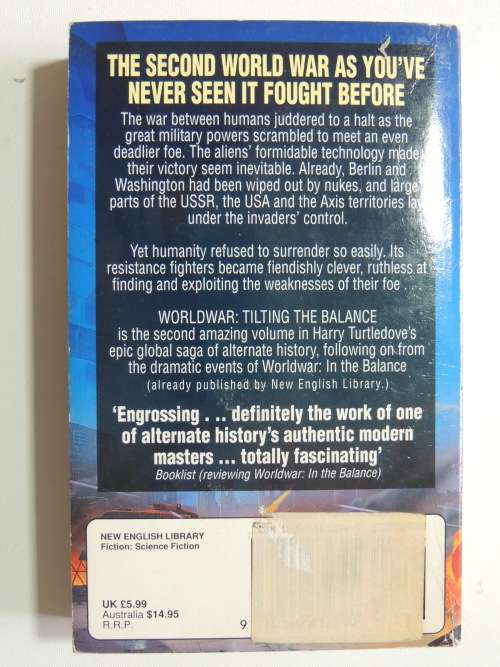 THE SECOND WORLD WAR AS YOU'VE
NEVER SEEN IT FOUGHT BEFORE
The war between humans juddered to a halt as the
great military powers scrambled to meet an even
deadlier foe. The aliens' formidable technology made
their victory seem inevitable. Already, Berlin and
Washington had been wiped out by nukes, and large
parts of the USSR, the USA and the Axis territories lay
under the invaders' control.
Yet humanity refused to surrender so easily. Its
resistance fighters became fiendishly clever, ruthless at
finding and exploiting the weaknesses of their foe . . .
WORLDWAR: TILTING THE BALANCE
is the second amazing volume in Harry Turtledove's
epic global saga of alternate history, following on from
the dramatic events of Worldwar: In the Balance
(already published by New English Library.)
'Engrossing . . . definitely the work of one
of alternate history's authentic modern
masters ... totally fascinating'
Booklist (reviewing Worldwar: In the Balance)
NEW ENGLISH LIBRARY
Fiction: Science Fiction
UK £5.99
Australia $14.95
R.R.P.
9